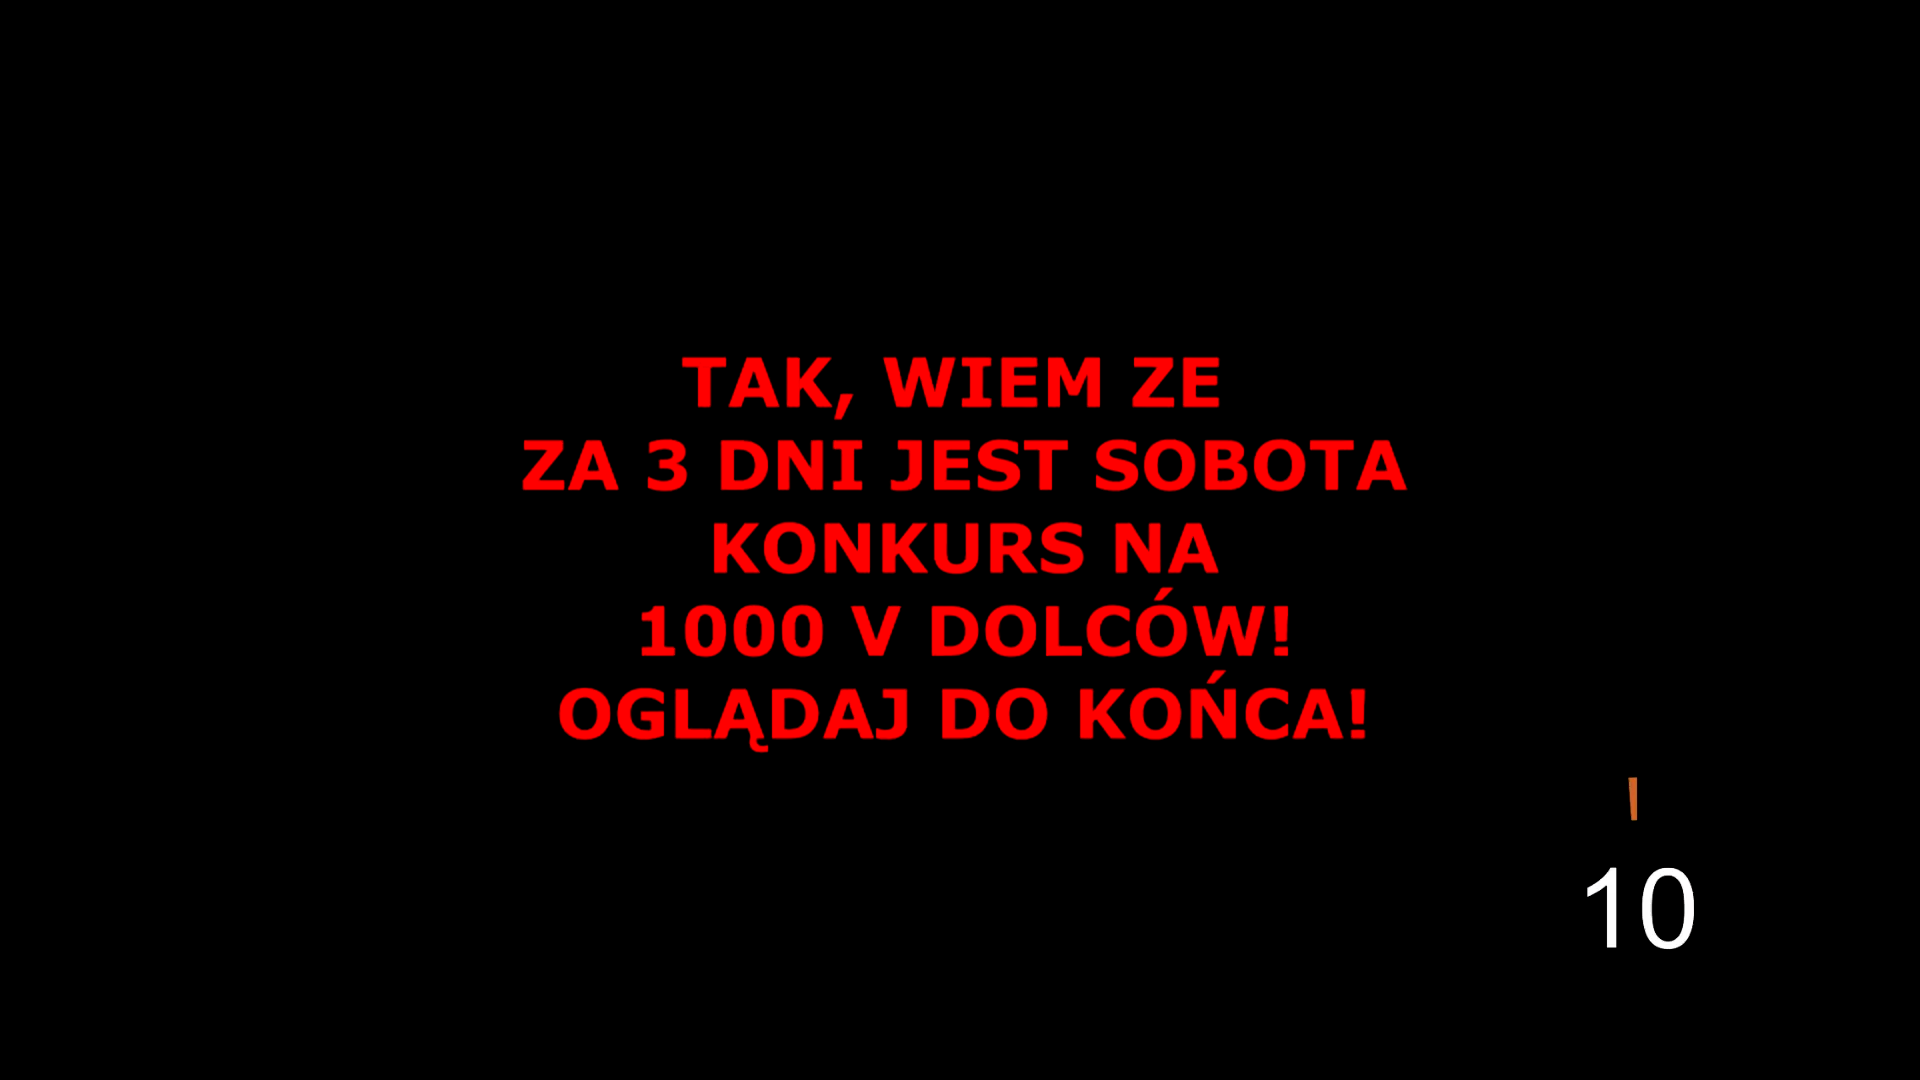 TAK, WIEM ZE
ZA 3 DNI JEST SOBOTA
KONKURS NA
1000 V DOLCÓW!
OGLĄDAJ DO KOŃCA!
10